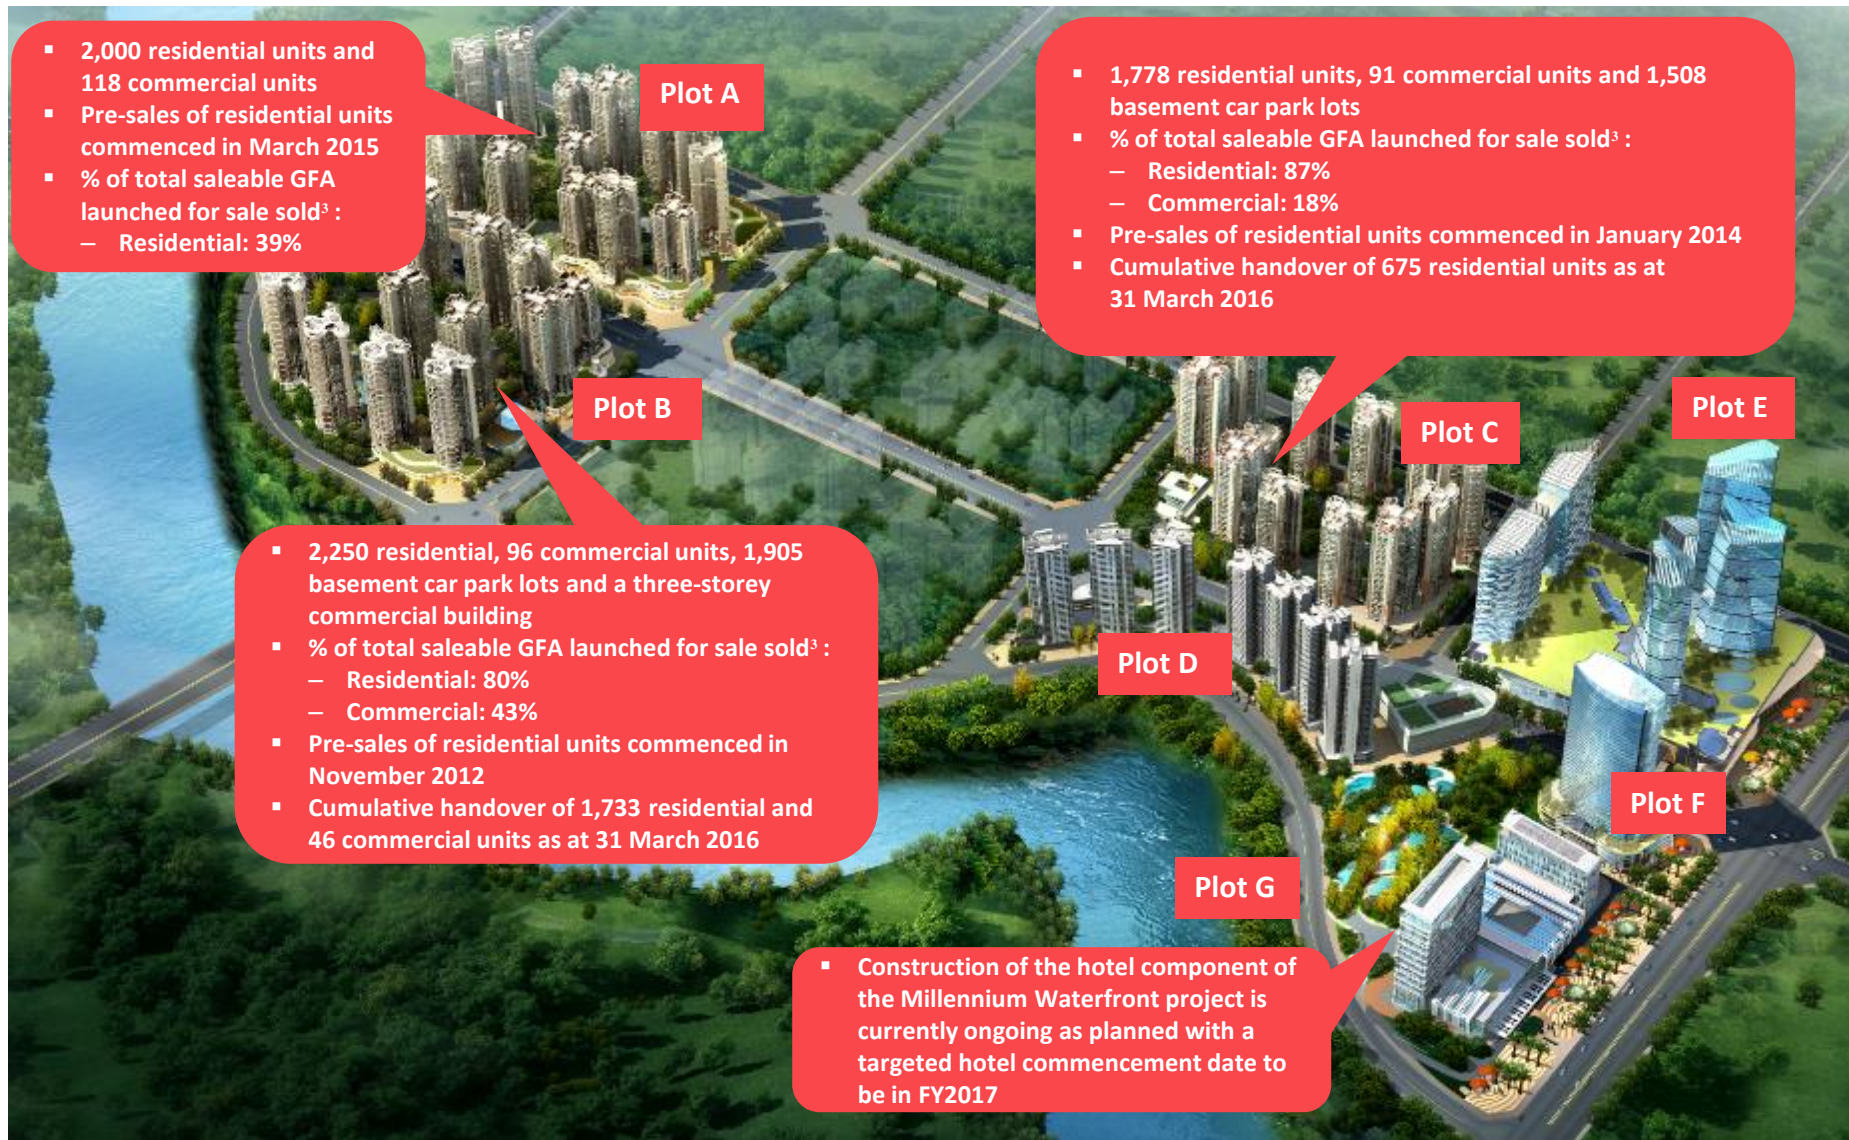 ▪ 2,000 residential units and
118 commercial units
▪ Pre-sales of residential units
commenced in March 2015
▪ % of total saleable GFA
launched for sale sold³ :
– Residential: 39%
Plot A
▪ 1,778 residential units, 91 commercial units and 1,508
basement car park lots
▪ % of total saleable GFA launched for sale sold³ :
– Residential: 87%
– Commercial: 18%
▪ Pre-sales of residential units commenced in January 2014
▪ Cumulative handover of 675 residential units as at
31 March 2016
Plot B
Plot C
Plot E
▪ 2,250 residential, 96 commercial units, 1,905
basement car park lots and a three-storey
commercial building
▪ % of total saleable GFA launched for sale sold³ :
– Residential: 80%
– Commercial: 43%
▪ Pre-sales of residential units commenced in
November 2012
▪ Cumulative handover of 1,733 residential and
46 commercial units as at 31 March 2016
Plot D
Plot F
Plot G
▪ Construction of the hotel component of
the Millennium Waterfront project is
currently ongoing as planned with a
targeted hotel commencement date to
be in FY2017